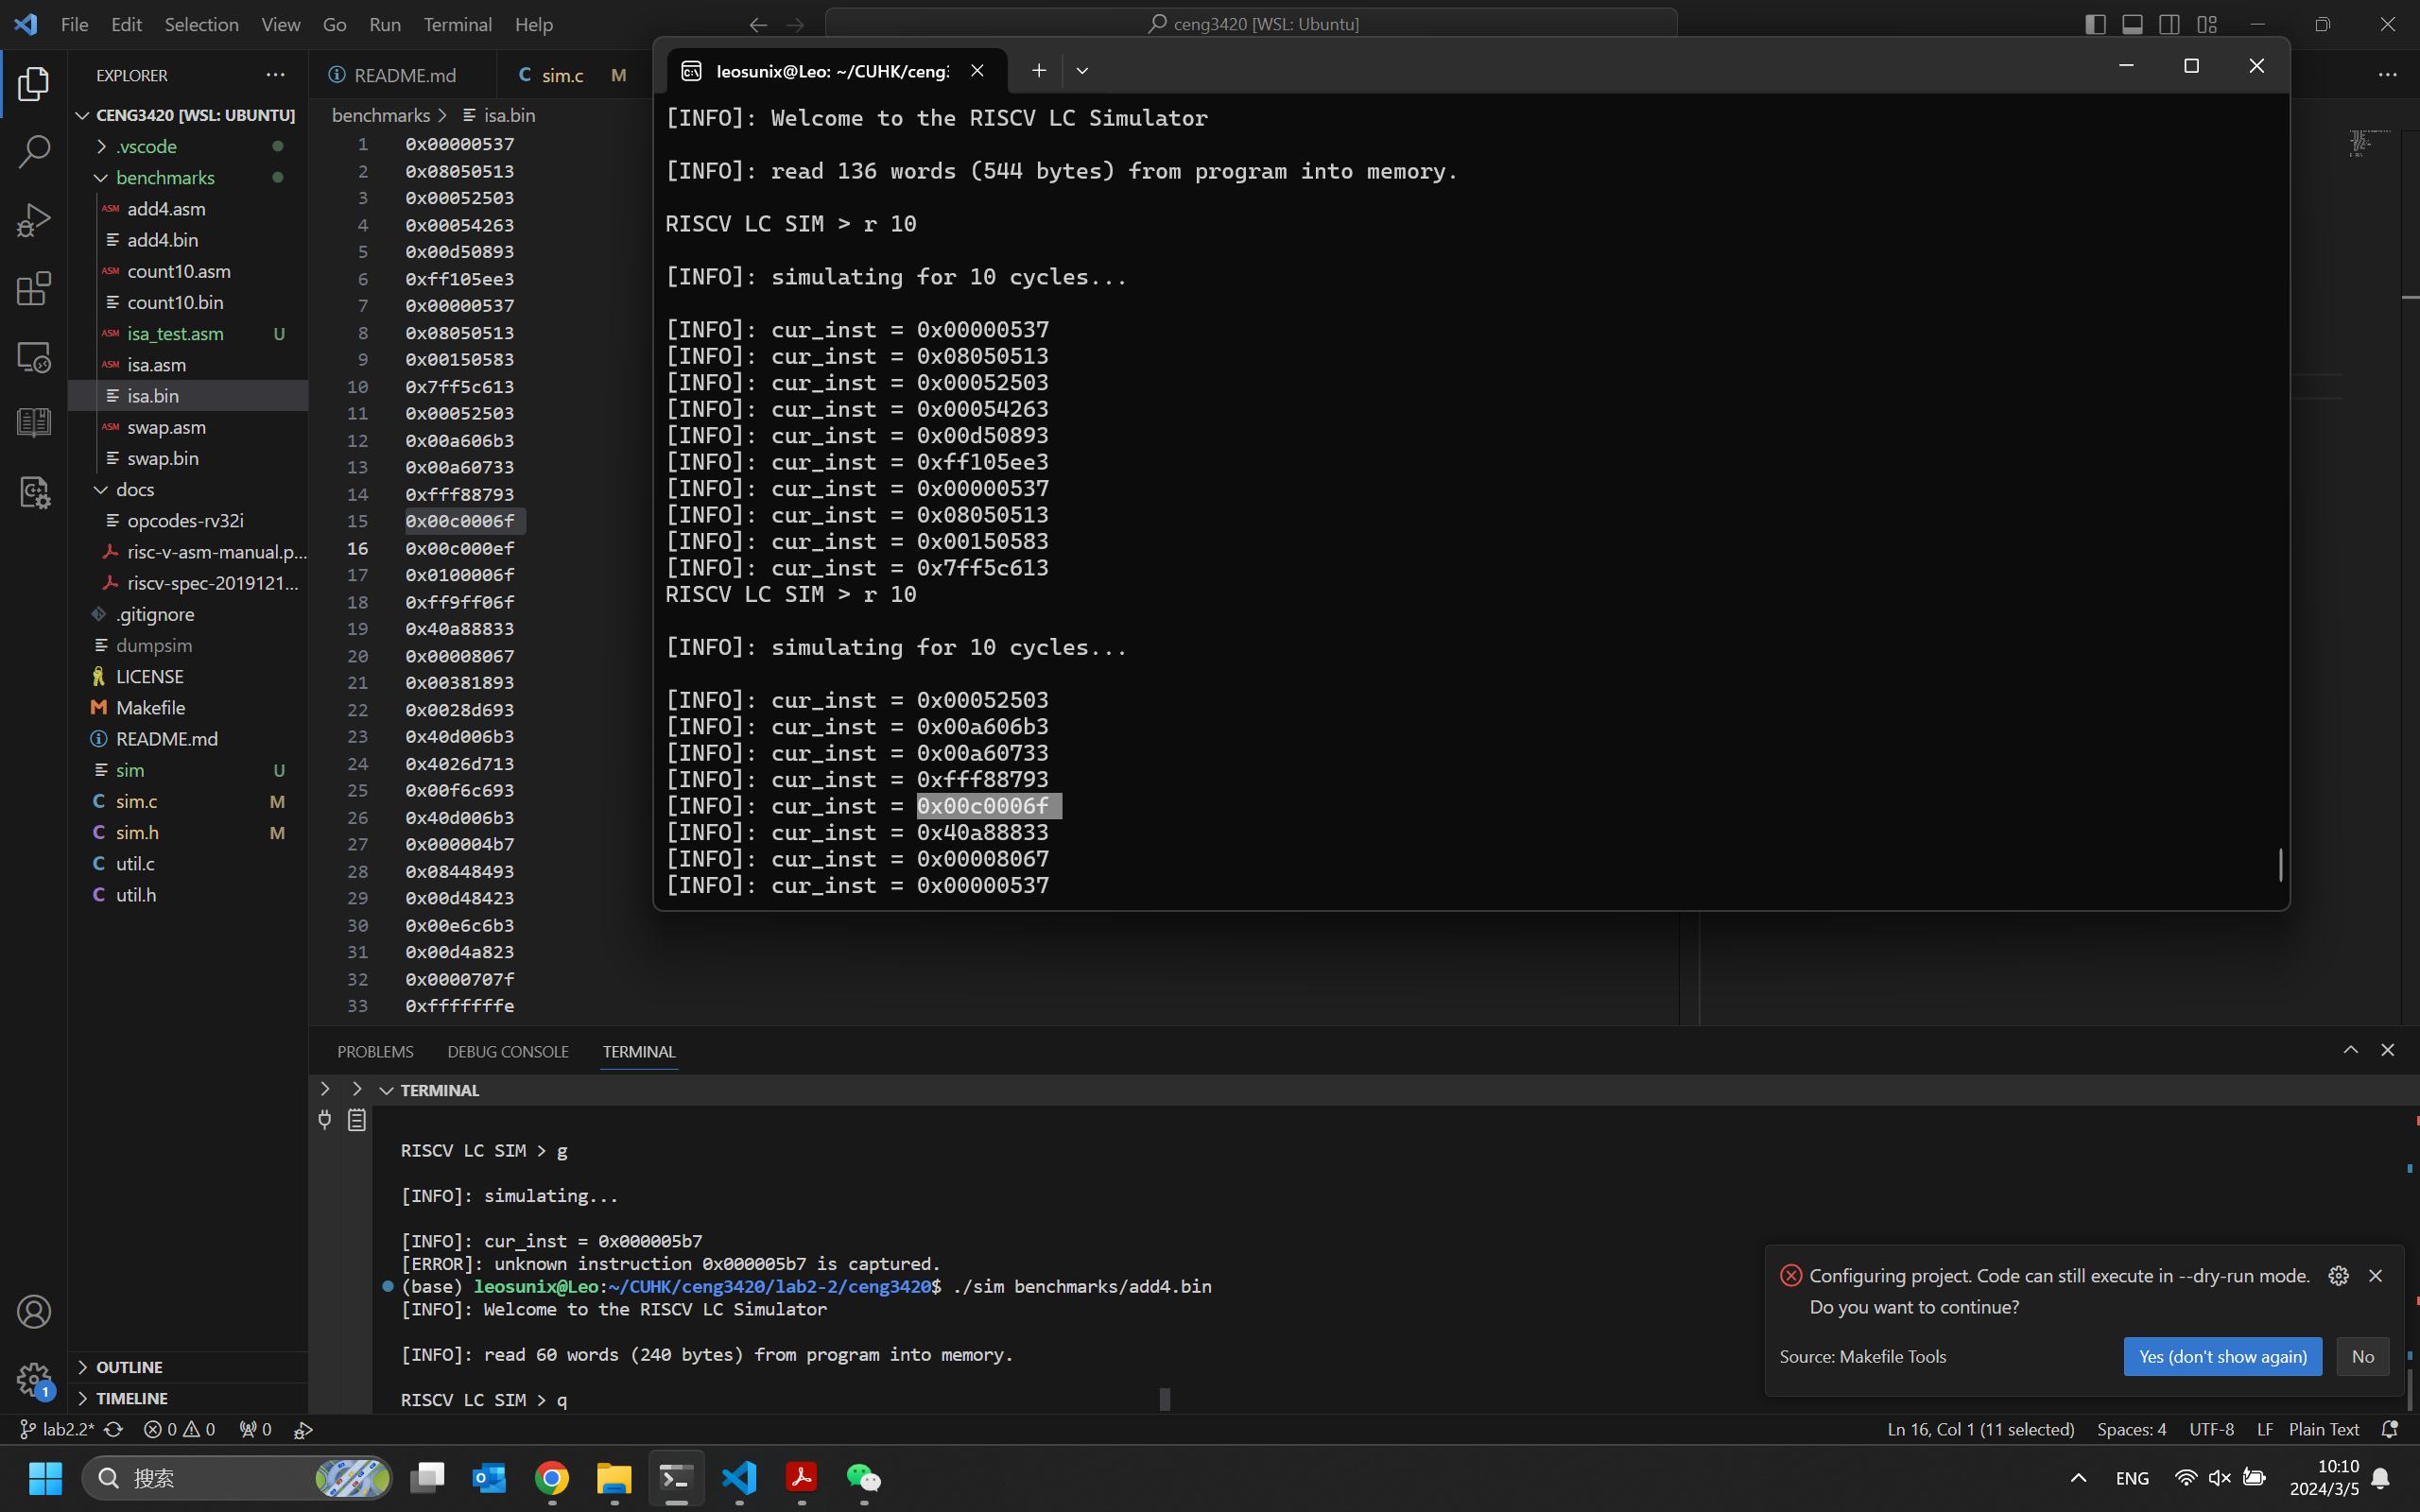 File Edit Selection View Go Run Terminal Help
ceng3420 [WSL: Ubuntu]
EXPLORER
CENG3420 [WSL: UBUNTU]
.vscode
benchmarks
ASM add4.asm
add4.bin
ASM count10.asm
count10.bin
ASM isa_test.asm U
ASM isa.asm
isa.bin
ASM swap.asm
swap.bin
docs
opcodes-rv32i
risc-v-asm-manual.p...
riscv-spec-2019121...
.gitignore
dumpsim
LICENSE
M Makefile
README.md
sim U
C sim.c M
C sim.h M
C util.c
C util.h
OUTLINE
TIMELINE
1
README.md
C sim.c M
benchmarks > isa.bin
1 0x00000537
2 0x08050513
3 0x00052503
4 0x00054263
5 0x00d50893
6 0xff105ee3
7 0x00000537
8 0x08050513
9 0x00150583
10 0x7ff5c613
11 0x00052503
12 0x00a606b3
13 0x00a60733
14 0xfff88793
15 0x00c0006f
16 0x00c000ef
17 0x0100006f
18 0xff9ff06f
19 0x40a88833
20 0x00008067
21 0x00381893
22 0x0028d693
23 0x40d006b3
24 0x4026d713
25 0x00f6c693
26 0x40d006b3
27 0x000004b7
28 0x08448493
29 0x00d48423
30 0x00e6c6b3
31 0x00d4a823
32 0x0000707f
33 0xfffffffe
leosunix@Leo: ~/CUHK/ceng:
[INFO]: Welcome to the RISCV LC Simulator
[INFO]: read 136 words (544 bytes) from program into memory.
RISCV LC SIM > r 10
[INFO]: simulating for 10 cycles...
[INFO]: cur_inst = 0x00000537
[INFO]: cur_inst = 0x08050513
[INFO]: cur_inst = 0x00052503
[INFO]: cur_inst = 0x00054263
[INFO]: cur_inst = 0x00d50893
[INFO]: cur_inst = 0xff105ee3
[INFO]: cur_inst = 0x00000537
[INFO]: cur_inst = 0x08050513
[INFO]: cur_inst = 0x00150583
[INFO]: cur_inst = 0x7ff5c613
RISCV LC SIM > r 10
[INFO]: simulating for 10 cycles...
[INFO]: cur_inst = 0x00052503
[INFO]: cur_inst = 0x00a606b3
[INFO]: cur_inst = 0x00a60733
[INFO]: cur_inst = 0xfff88793
[INFO]: cur_inst = 0x00c0006f
[INFO]: cur_inst = 0x40a88833
[INFO]: cur_inst = 0x00008067
[INFO]: cur_inst = 0x00000537
PROBLEMS DEBUG CONSOLE TERMINAL
TERMINAL
RISCV LC SIM > g
[INFO]: simulating...
[INFO]: cur_inst = 0x000005b7
[ERROR]: unknown instruction 0x000005b7 is captured.
(base) leosunix@Leo:~/CUHK/ceng3420/lab2-2/ceng3420$ ./sim benchmarks/add4.bin
[INFO]: Welcome to the RISCV LC Simulator
[INFO]: read 60 words (240 bytes) from program into memory.
RISCV LC SIM > q
Configuring project. Code can still execute in --dry-run mode.
Do you want to continue?
Source: Makefile Tools
Yes (don't show again)
No
lab2.2* 0 0 0
Ln 16, Col 1 (11 selected) Spaces: 4 UTF-8 LF Plain Text
搜索
ENG
10:10
2024/3/5